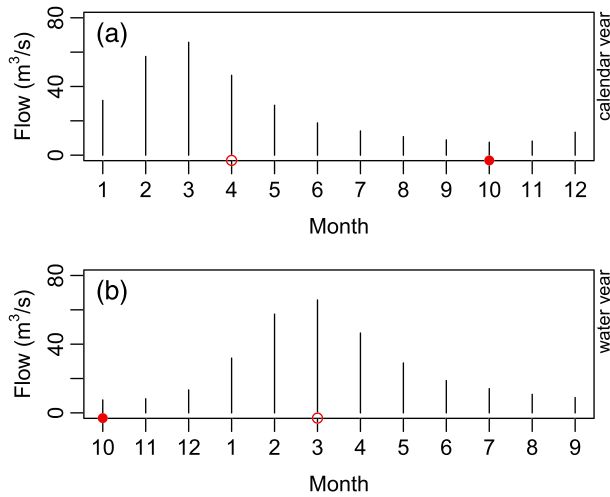 (a)
80
40
0
Flow (m³/s)
calendar year
1 2 3 4 5 6 7 8 9 10 11 12
Month
(b)
80
40
0
Flow (m³/s)
water year
10 11 12 1 2 3 4 5 6 7 8 9
Month